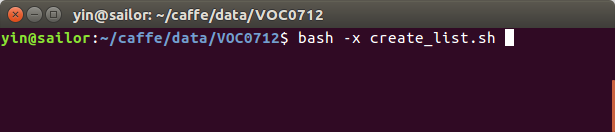 yin@sailor: ~/caffe/data/VOC0712
yin@sailor:~/caffe/data/VOC0712$ bash -x create_list.sh